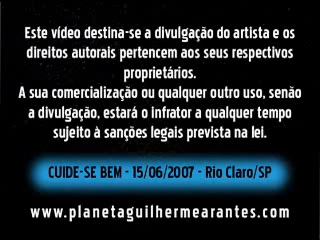 Este vídeo destina-se a divulgação do artista e os
direitos autorais pertencem aos seus respectivos
proprietários.
A sua comercialização ou qualquer outro uso, senão
a divulgação, estará o infrator a qualquer tempo
sujeito à sanções legais prevista na lei.
CUIDE-SE BEM - 15/06/2007 - Rio Claro/SP
www.planetaguilhermearantes.com